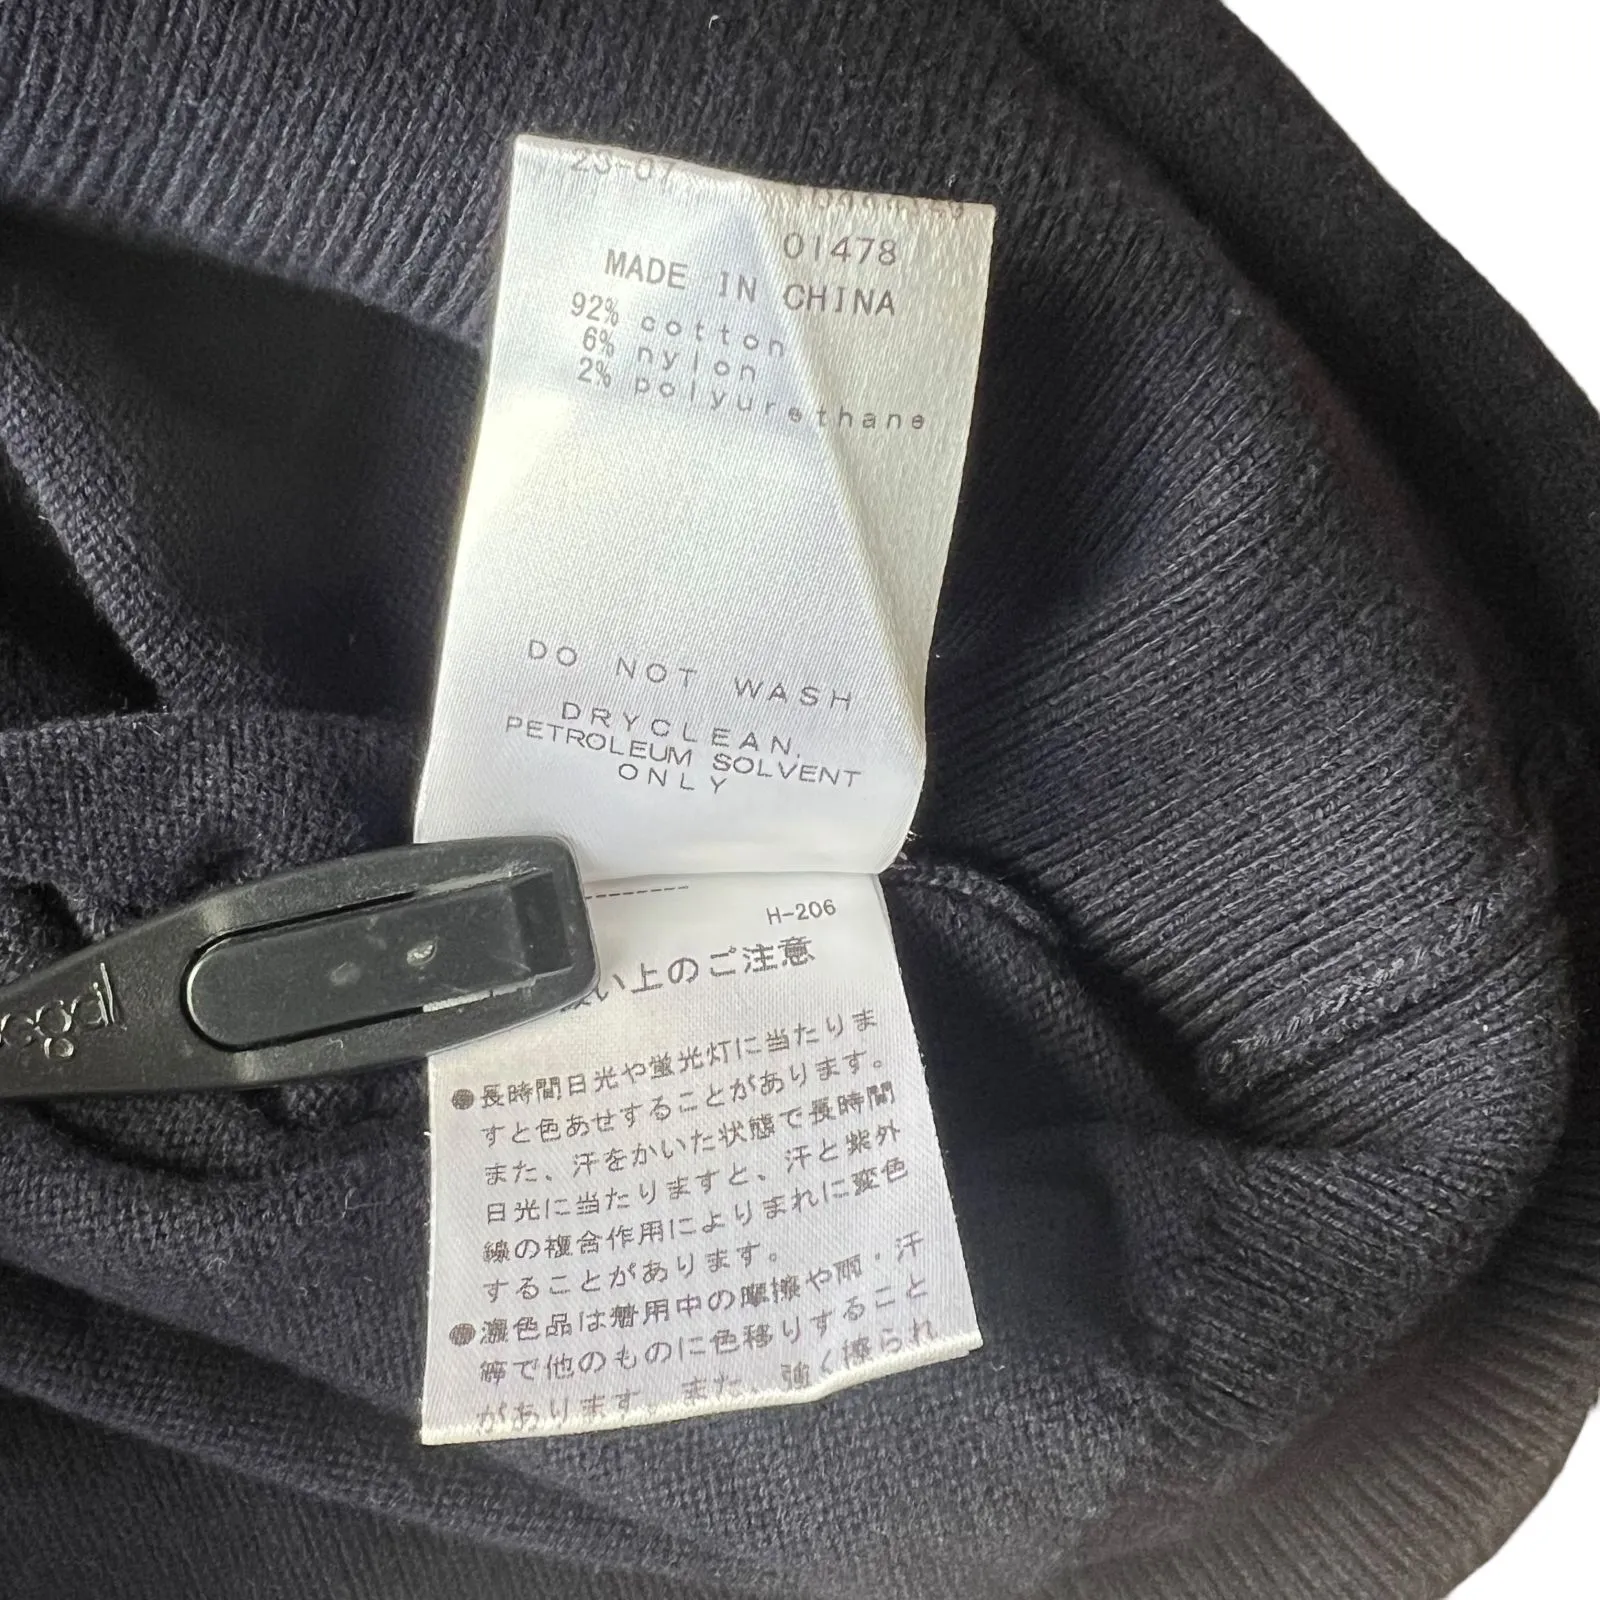 23-07
01478
MADE IN CHINA
92% cotton
6% nylon
2% polyurethane
DO NOT WASH
DRYCLEAN,
PETROLEUM SOLVENT
ONLY
H-206
い上のご注意
●長時間日光や蛍光灯に当たりま
すと色あせすることがあります。
また、汗をかいた状態で長時間
日光に当たりますと、汗と紫外
線の複合作用によりまれに変色
することがあります。
●濃色品は着用中の摩擦や雨・汗
等で他のものに色移りすること
があります。また、強く擦られ